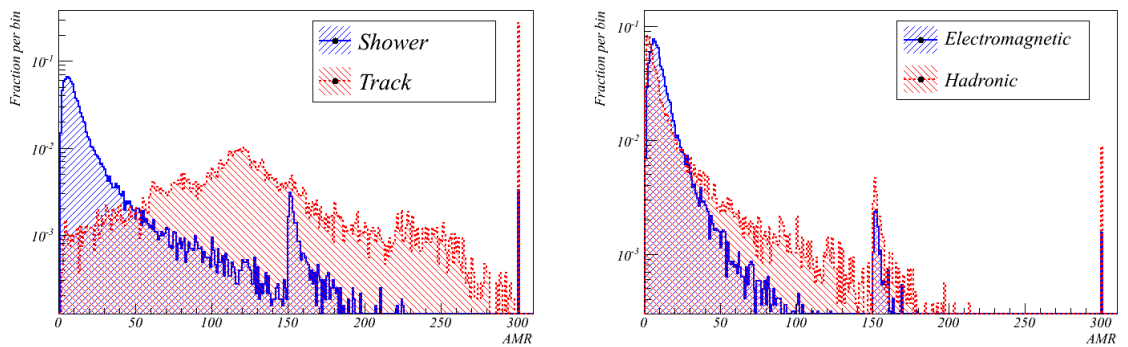 Fraction per bin
10⁻¹
10⁻²
10⁻³
Shower
Track
0 50 100 150 200 250 300
AMR
Fraction per bin
10⁻¹
10⁻²
10⁻³
Electromagnetic
Hadronic
0 50 100 150 200 250 300
AMR